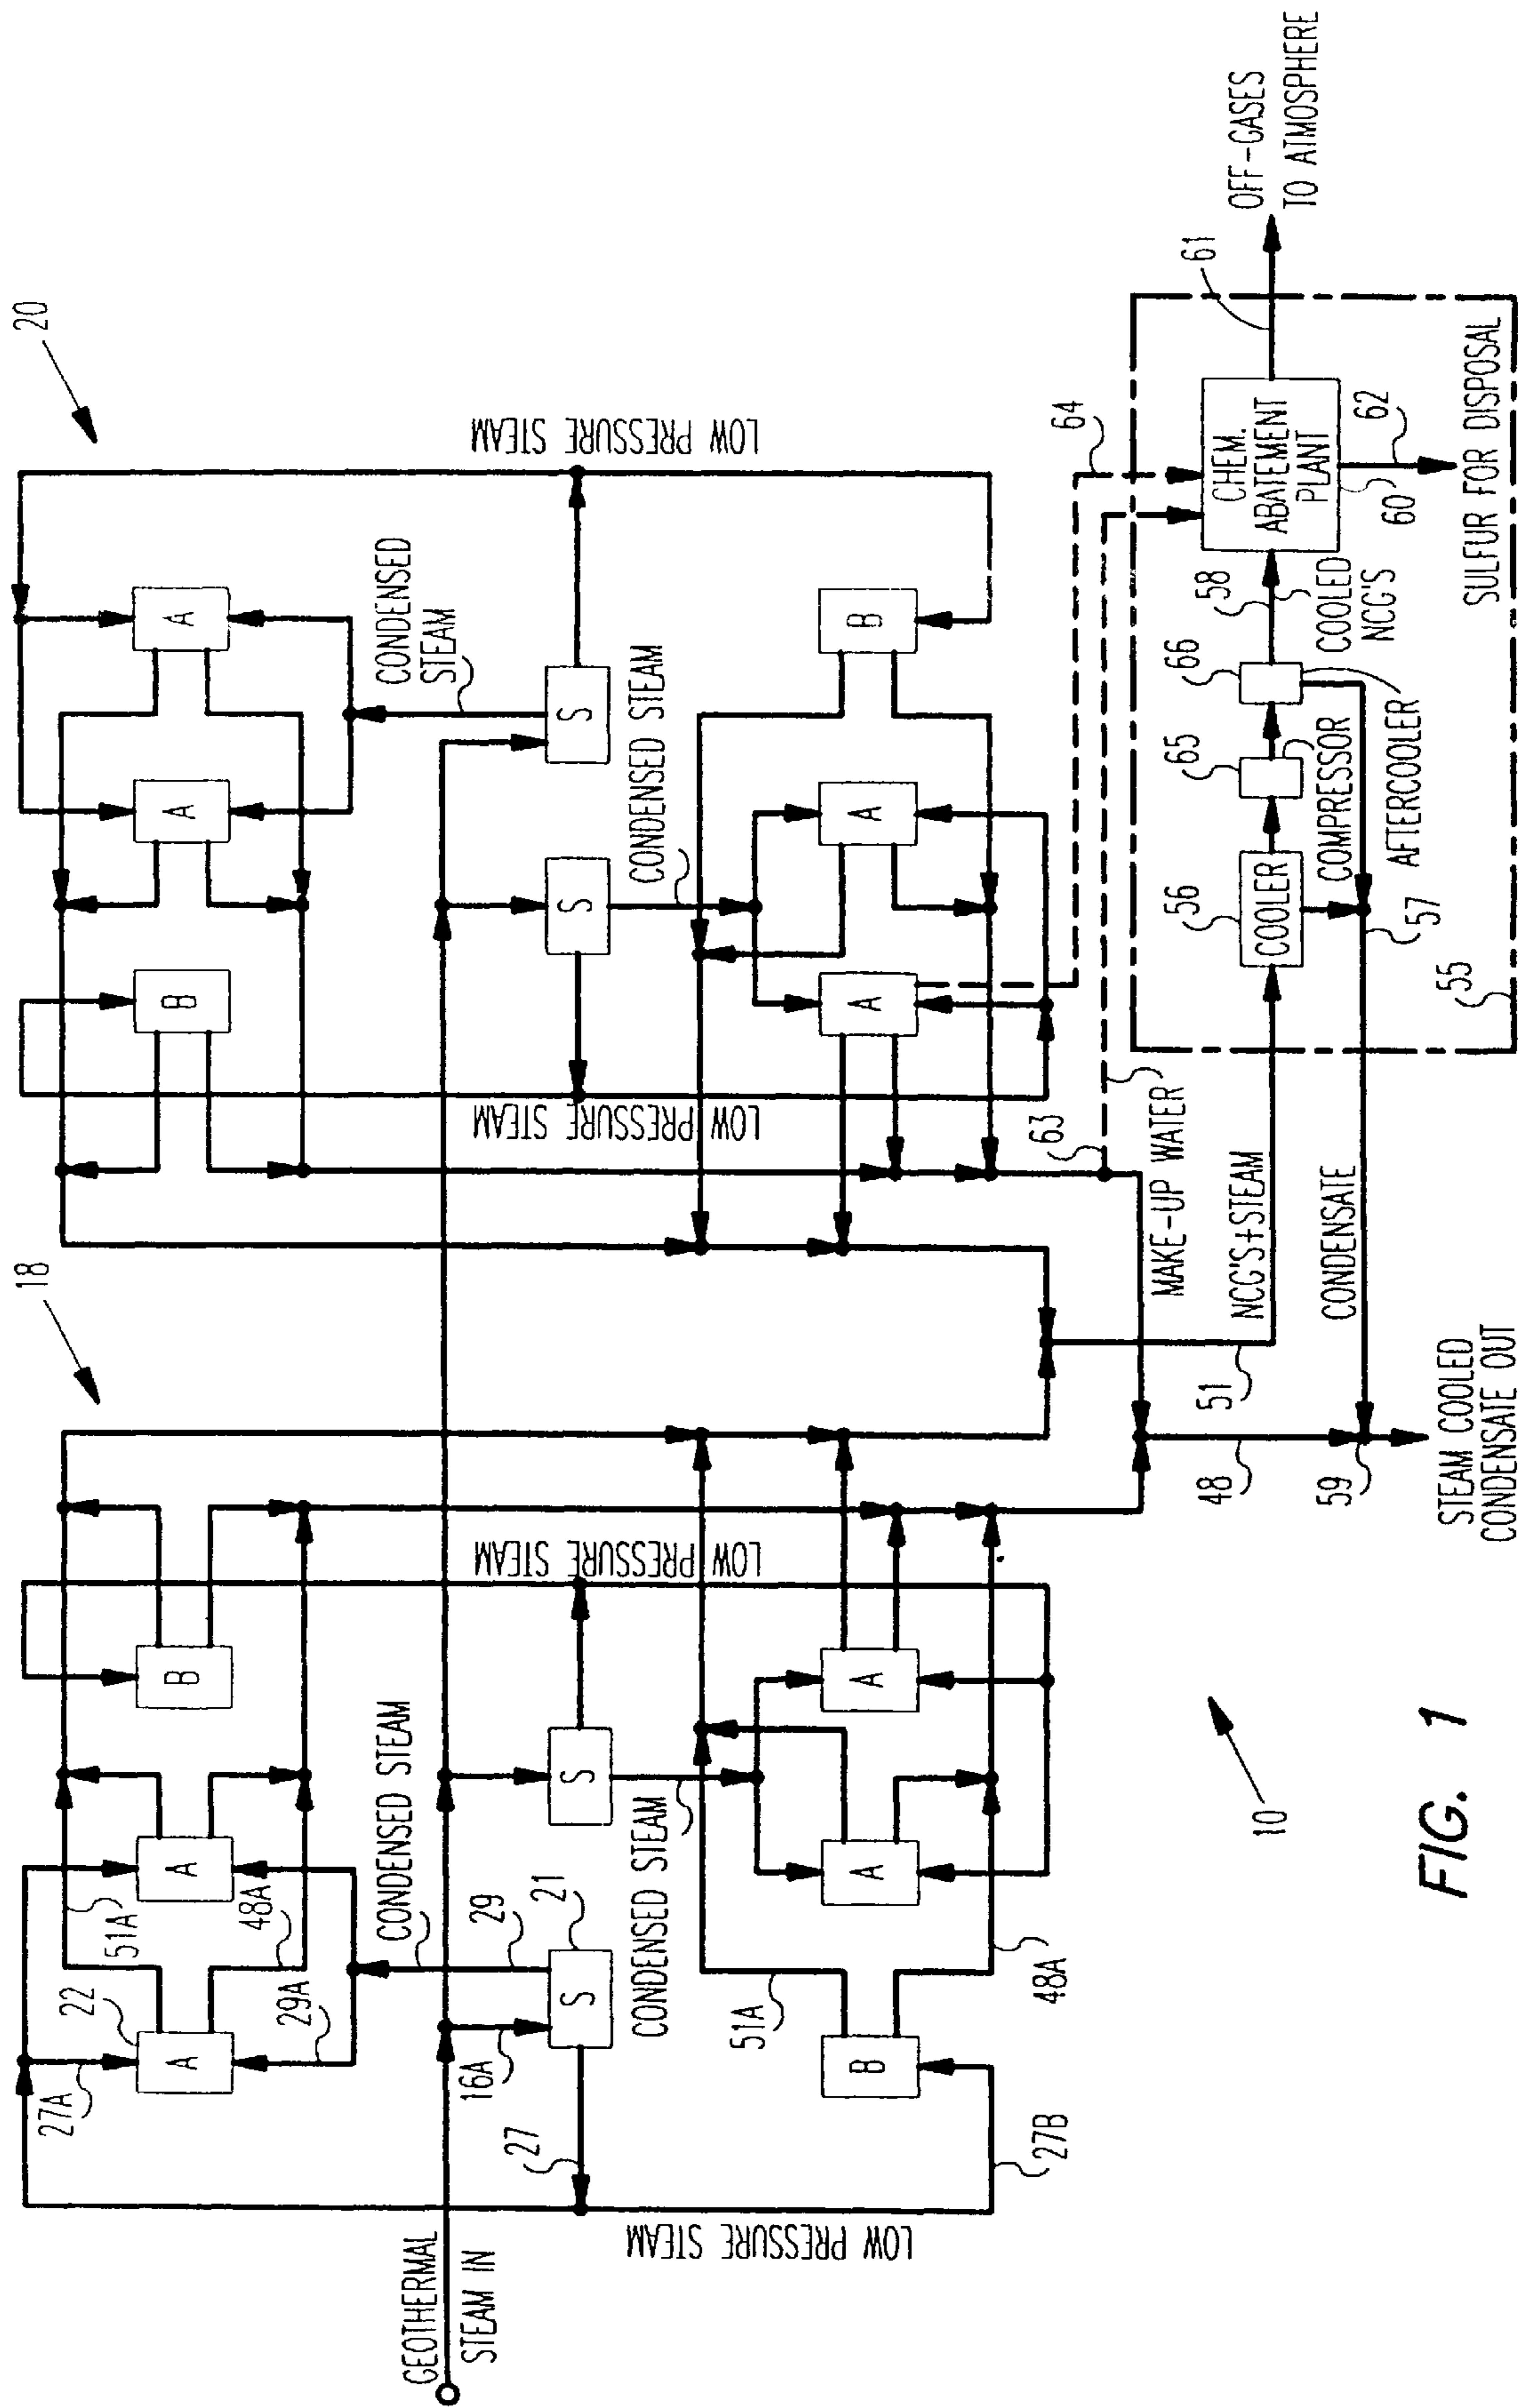 20
18
LOW PRESSURE STEAM
A
A
B
CONDENSED
STEAM
S
S
CONDENSED STEAM
LOW PRESSURE STEAM
B
A
A
64
63
MAKE-UP WATER
B
A
A
22
27A
51A
48A
29A
CONDENSED STEAM
LOW PRESSURE STEAM
GEOTHERMAL
STEAM IN
16A
29
21
S
S
27
CONDENSED STEAM
LOW PRESSURE STEAM
A
A
B
51A
48A
27B
OFF-GASES
TO ATMOSPHERE
61
CHEM.
ABATEMENT
PLANT
60
62
SULFUR FOR DISPOSAL
58
COOLED
NCG'S
66
65
COMPRESSOR
AFTERCOOLER
56
COOLER
57
55
NCG'S+STEAM
51
CONDENSATE
48
59
STEAM COOLED
CONDENSATE OUT
10
FIG. 1